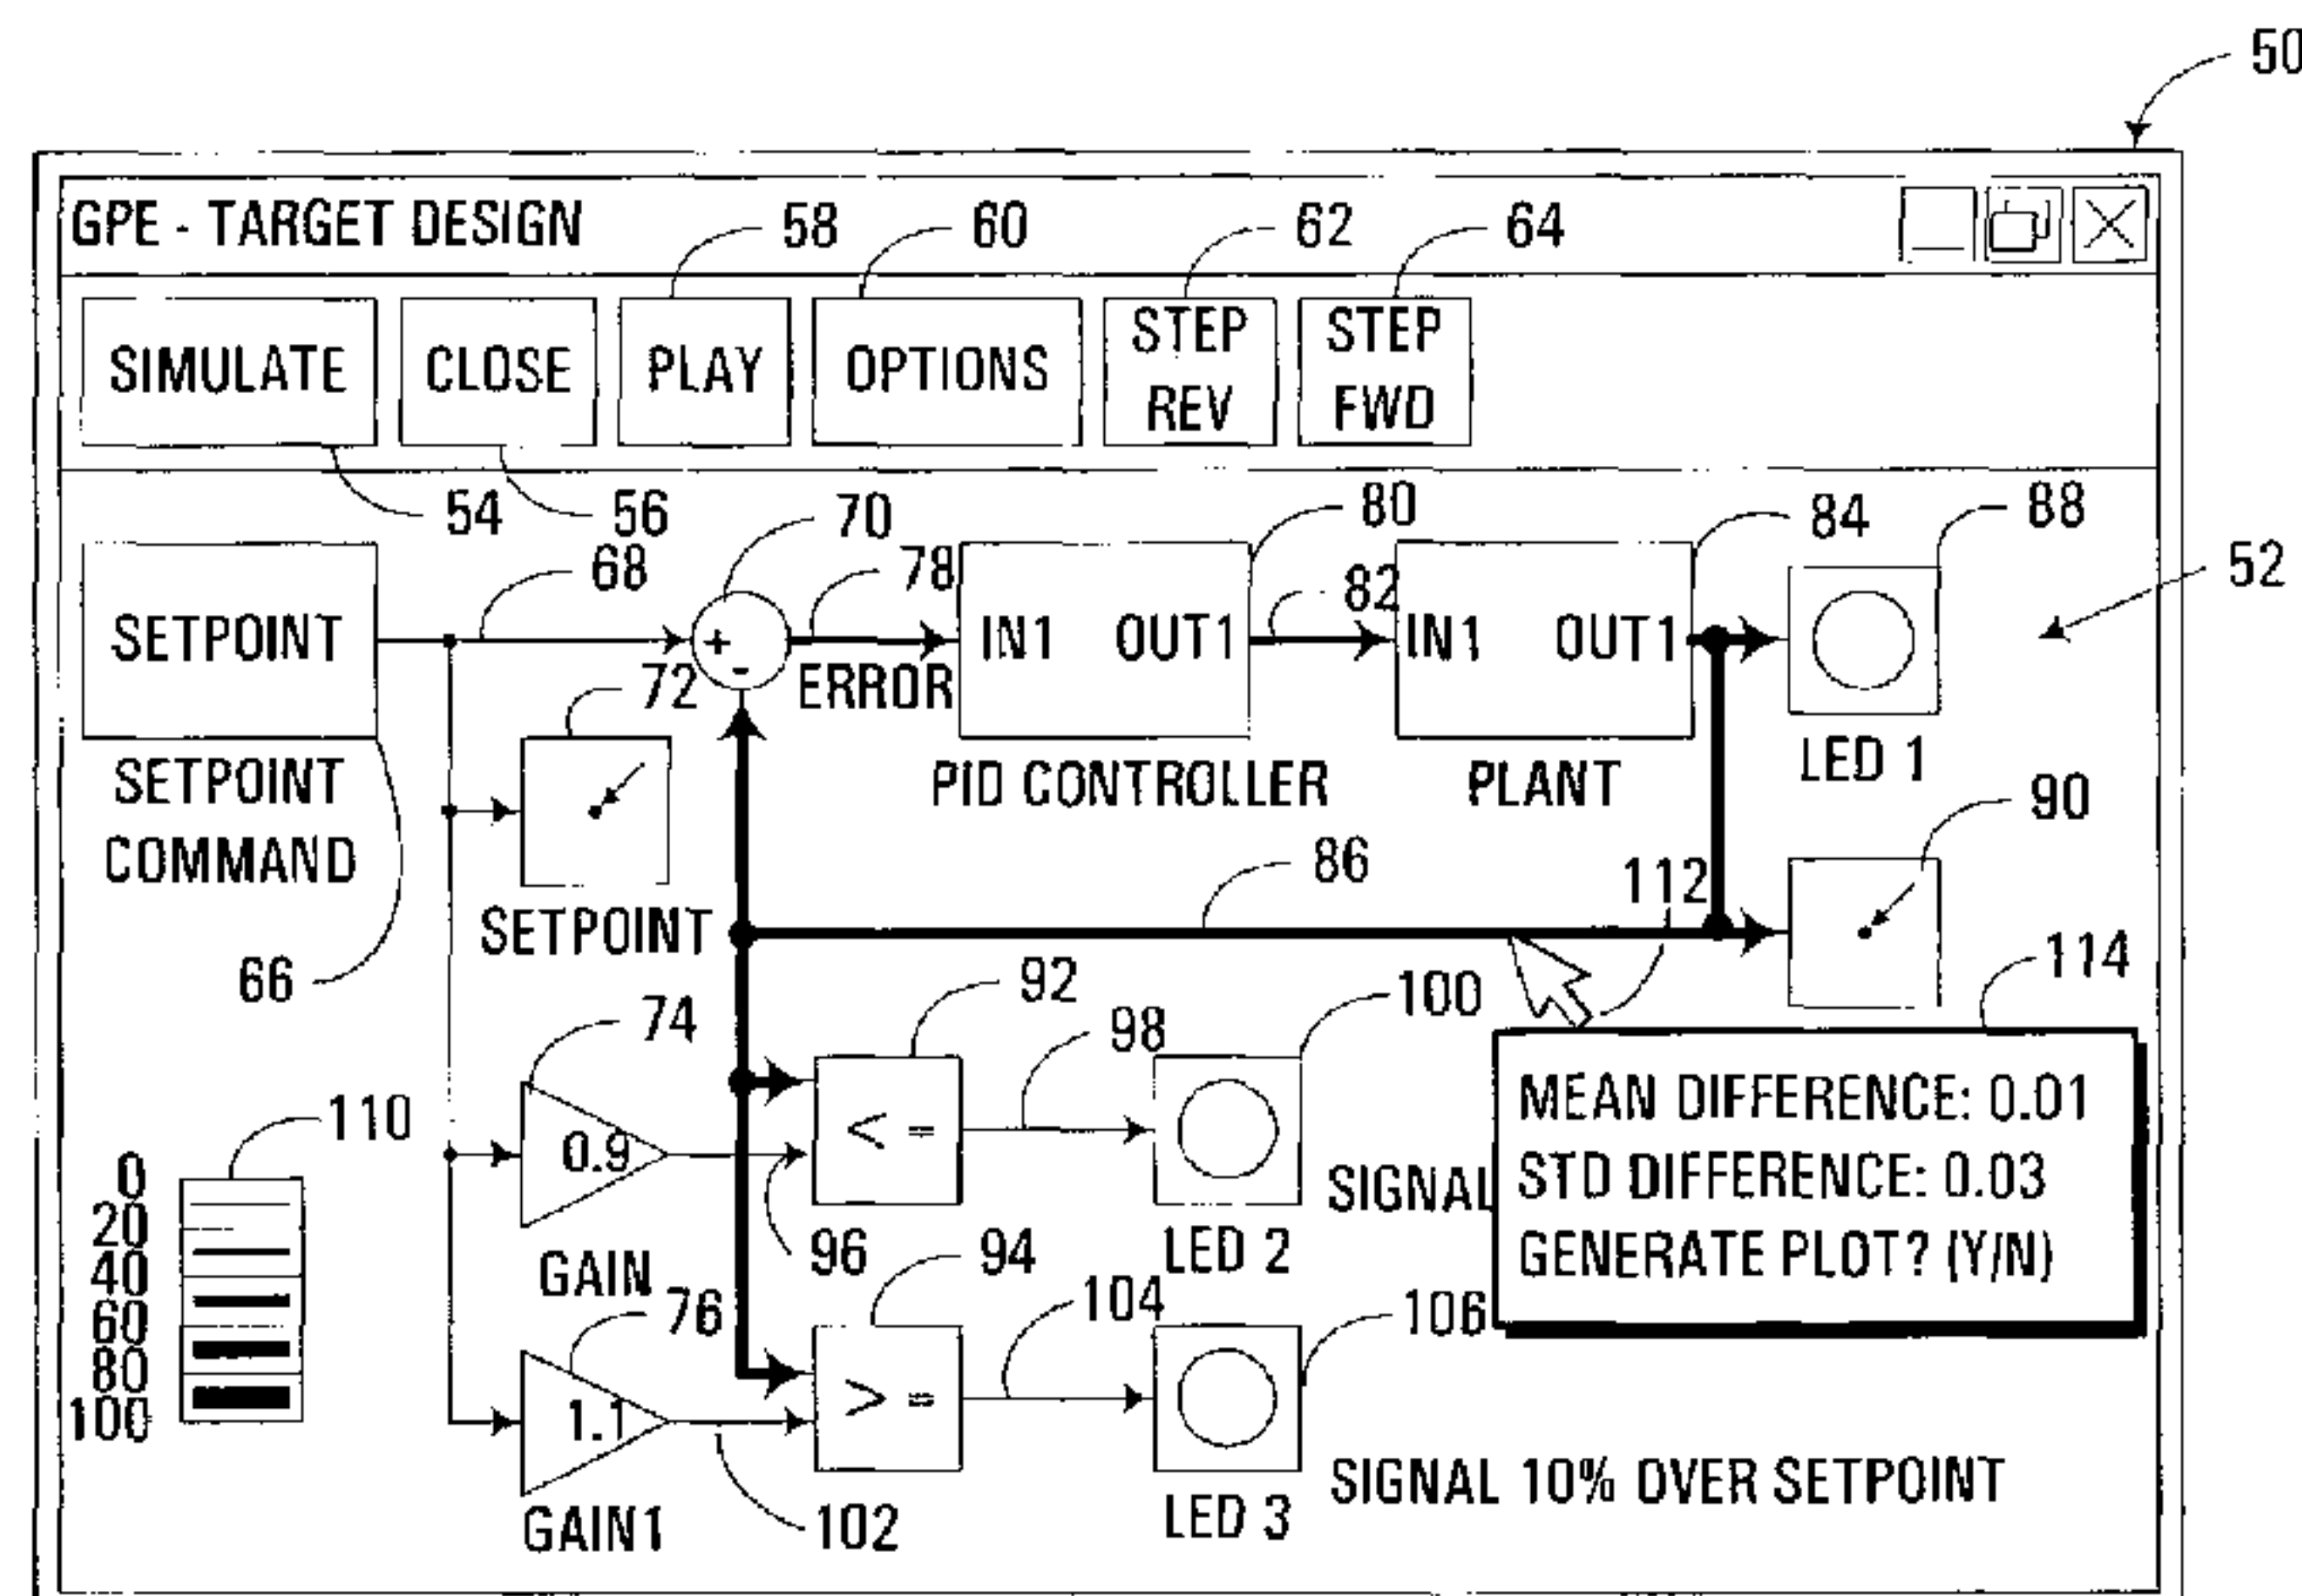 50
GPE - TARGET DESIGN
58
60
62
64
SIMULATE
CLOSE
PLAY
OPTIONS
STEP
REV
STEP
FWD
54
56
70
80
84
88
68
78
82
52
SETPOINT
+
-
IN1 OUT1
IN1 OUT1
72
ERROR
SETPOINT
COMMAND
PID CONTROLLER
PLANT
LED 1
90
86
112
SETPOINT
66
92
100
114
74
98
110
0.9
< =
MEAN DIFFERENCE: 0.01
STD DIFFERENCE: 0.03
GENERATE PLOT? (Y/N)
SIGNAL
0
20
40
60
80
100
GAIN
96
94
LED 2
76
104
106
1.1
> =
GAIN1
102
LED 3
SIGNAL 10% OVER SETPOINT